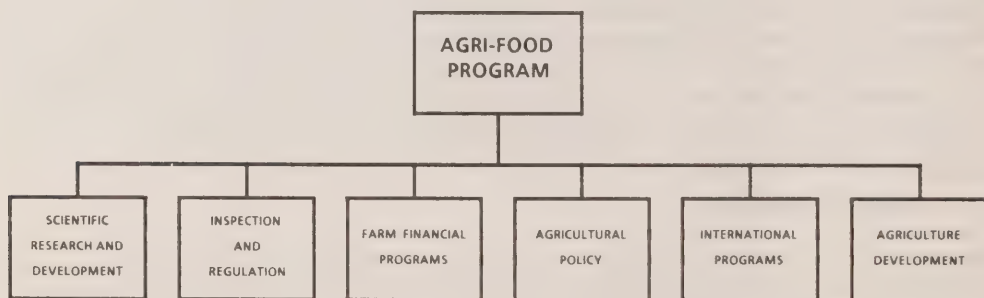 AGRI-FOOD
PROGRAM
SCIENTIFIC
RESEARCH AND
DEVELOPMENT
INSPECTION
AND
REGULATION
FARM FINANCIAL
PROGRAMS
AGRICULTURAL
POLICY
INTERNATIONAL
PROGRAMS
AGRICULTURE
DEVELOPMENT